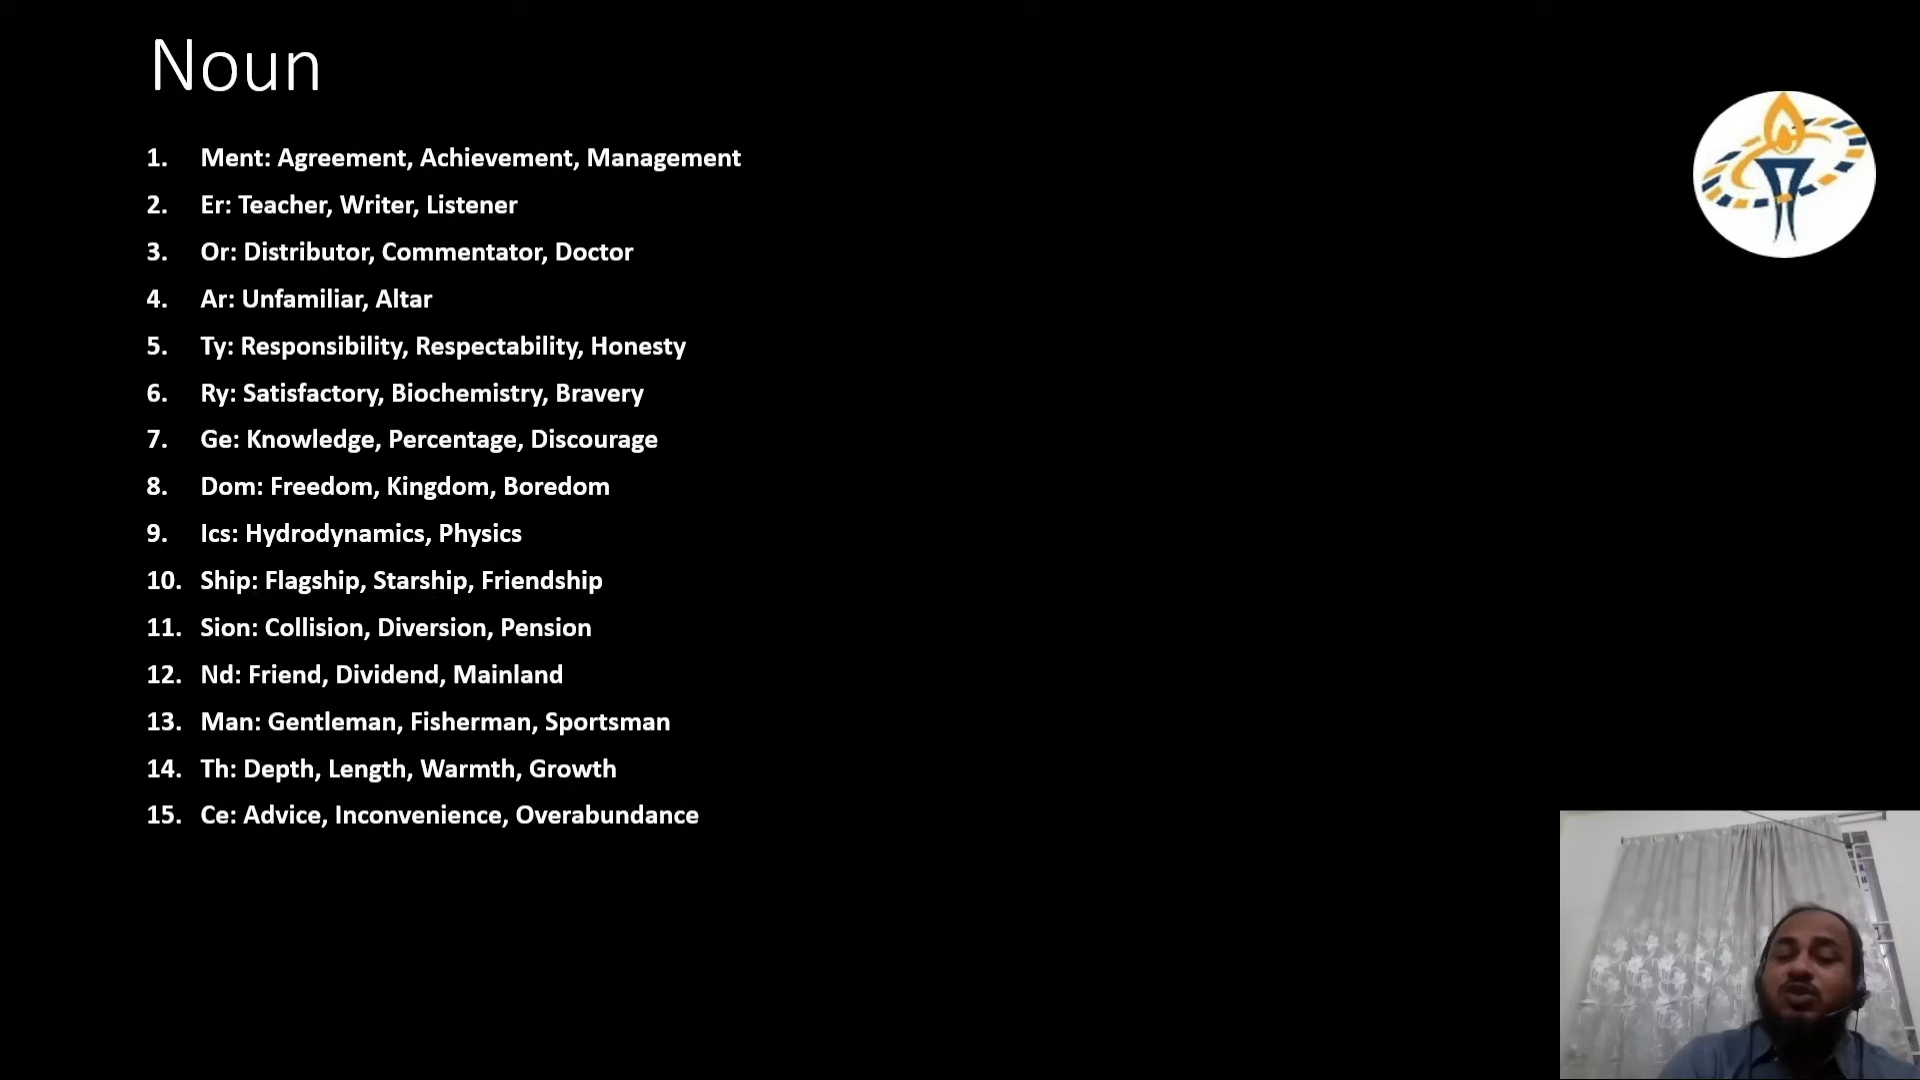 Noun
1. Ment: Agreement, Achievement, Management
2. Er: Teacher, Writer, Listener
3. Or: Distributor, Commentator, Doctor
4. Ar: Unfamiliar, Altar
5. Ty: Responsibility, Respectability, Honesty
6. Ry: Satisfactory, Biochemistry, Bravery
7. Ge: Knowledge, Percentage, Discourage
8. Dom: Freedom, Kingdom, Boredom
9. Ics: Hydrodynamics, Physics
10. Ship: Flagship, Starship, Friendship
11. Sion: Collision, Diversion, Pension
12. Nd: Friend, Dividend, Mainland
13. Man: Gentleman, Fisherman, Sportsman
14. Th: Depth, Length, Warmth, Growth
15. Ce: Advice, Inconvenience, Overabundance